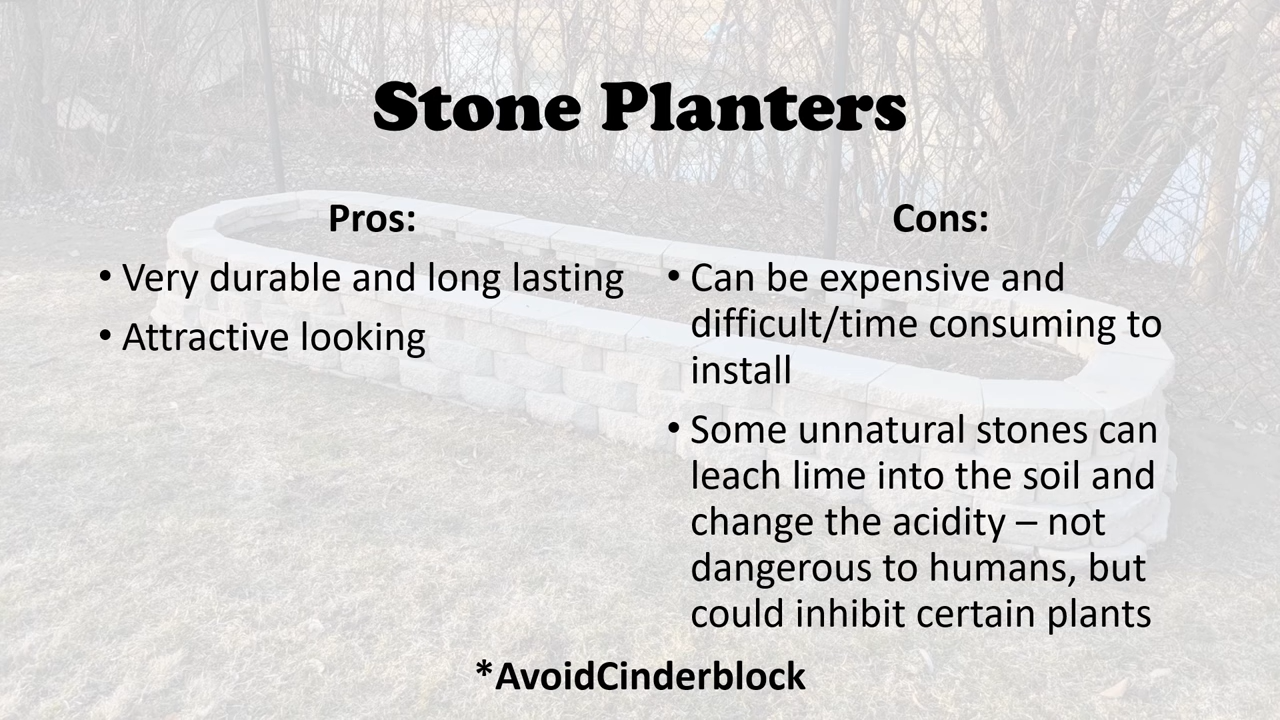 Stone Planters
Pros:
• Very durable and long lasting
• Attractive looking
Cons:
• Can be expensive and
difficult/time consuming to
install
• Some unnatural stones can
leach lime into the soil and
change the acidity – not
dangerous to humans, but
could inhibit certain plants
*AvoidCinderblock